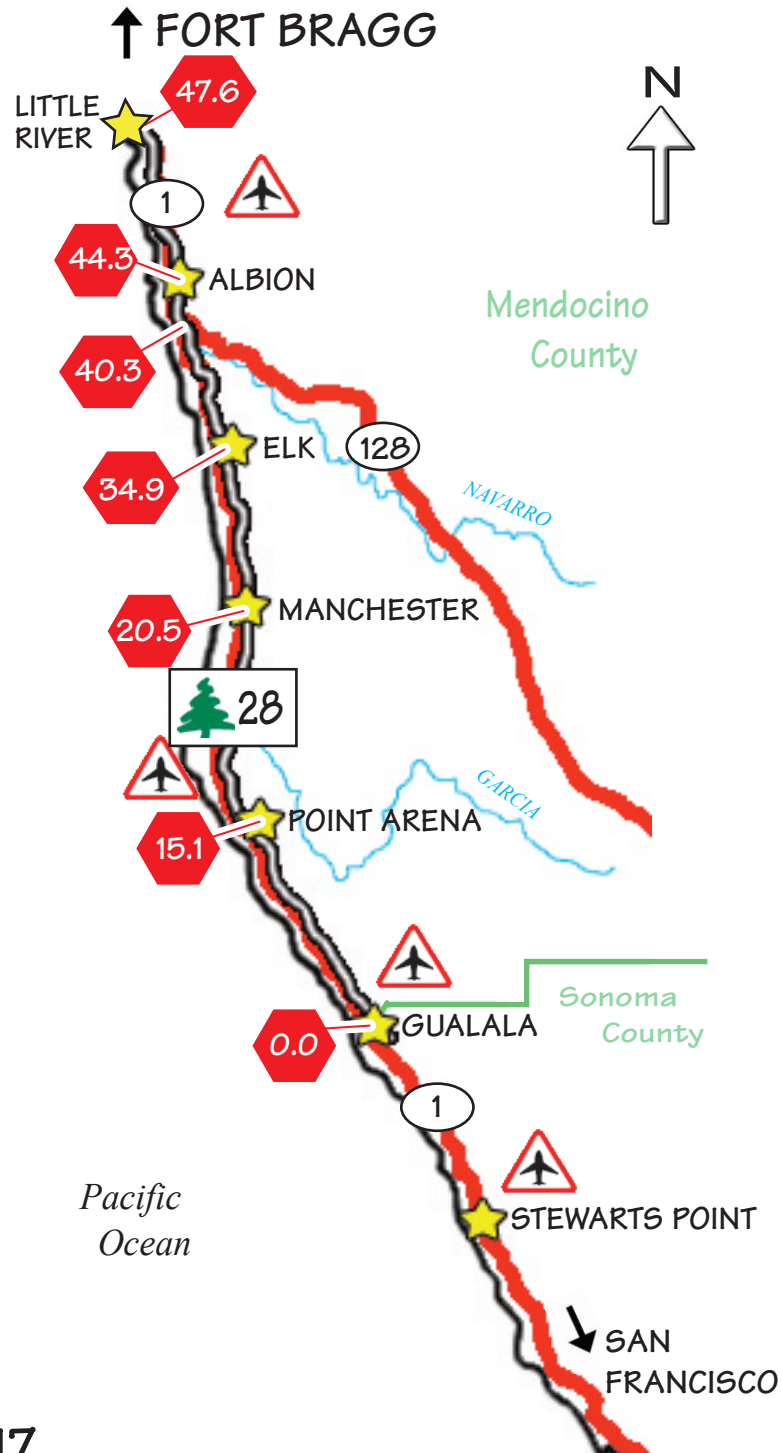 FORT BRAGG
47.6
LITTLE
RIVER
N
1
44.3
ALBION
Mendocino
County
40.3
ELK
128
34.9
NAVARRO
20.5
MANCHESTER
28
GARCIA
15.1
POINT ARENA
Sonoma
County
0.0
GUALALA
1
Pacific
Ocean
STEWARTS POINT
SAN
FRANCISCO